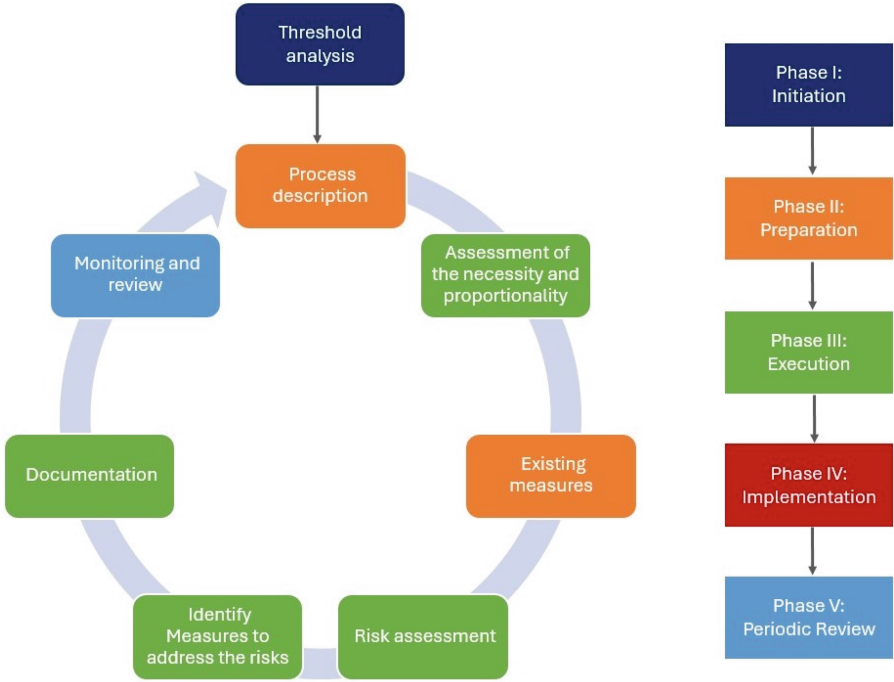 Threshold
analysis
Process
description
Assessment of
the necessity and
proportionality
Existing
measures
Risk assessment
Identify
Measures to
address the risks
Documentation
Monitoring and
review
Phase I:
Initiation
Phase II:
Preparation
Phase III:
Execution
Phase IV:
Implementation
Phase V:
Periodic Review